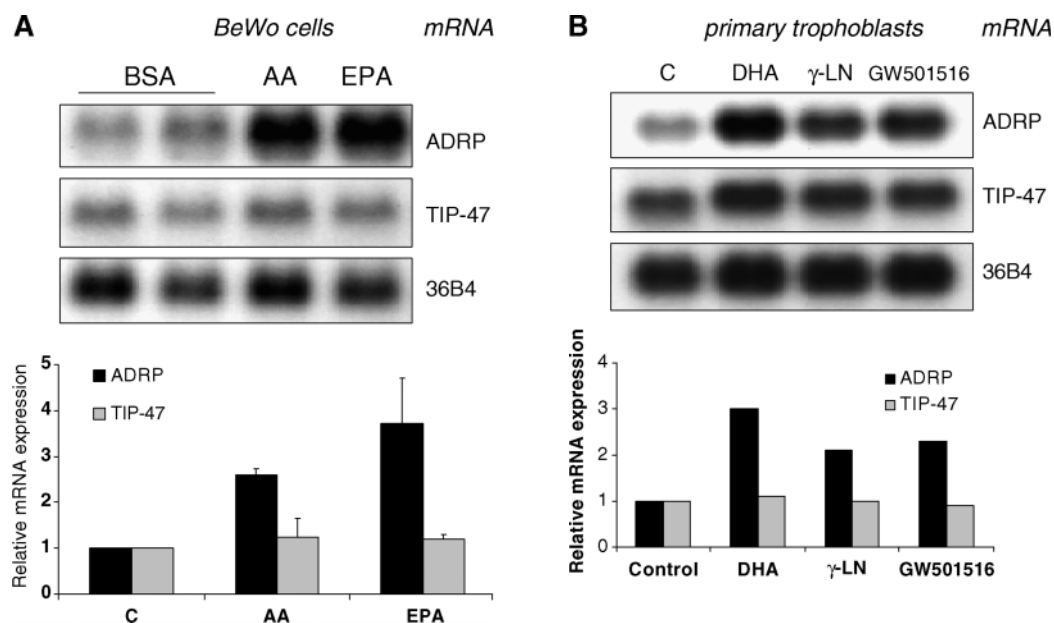 A BeWo cells mRNA
BSA AA EPA
ADRP
TIP-47
36B4
5
4
3
2
1
0
Relative mRNA expression
ADRP
TIP-47
C AA EPA
B primary trophoblasts mRNA
C DHA γ-LN GW501516
ADRP
TIP-47
36B4
4
3
2
1
0
Relative mRNA expression
ADRP
TIP-47
Control DHA γ-LN GW501516